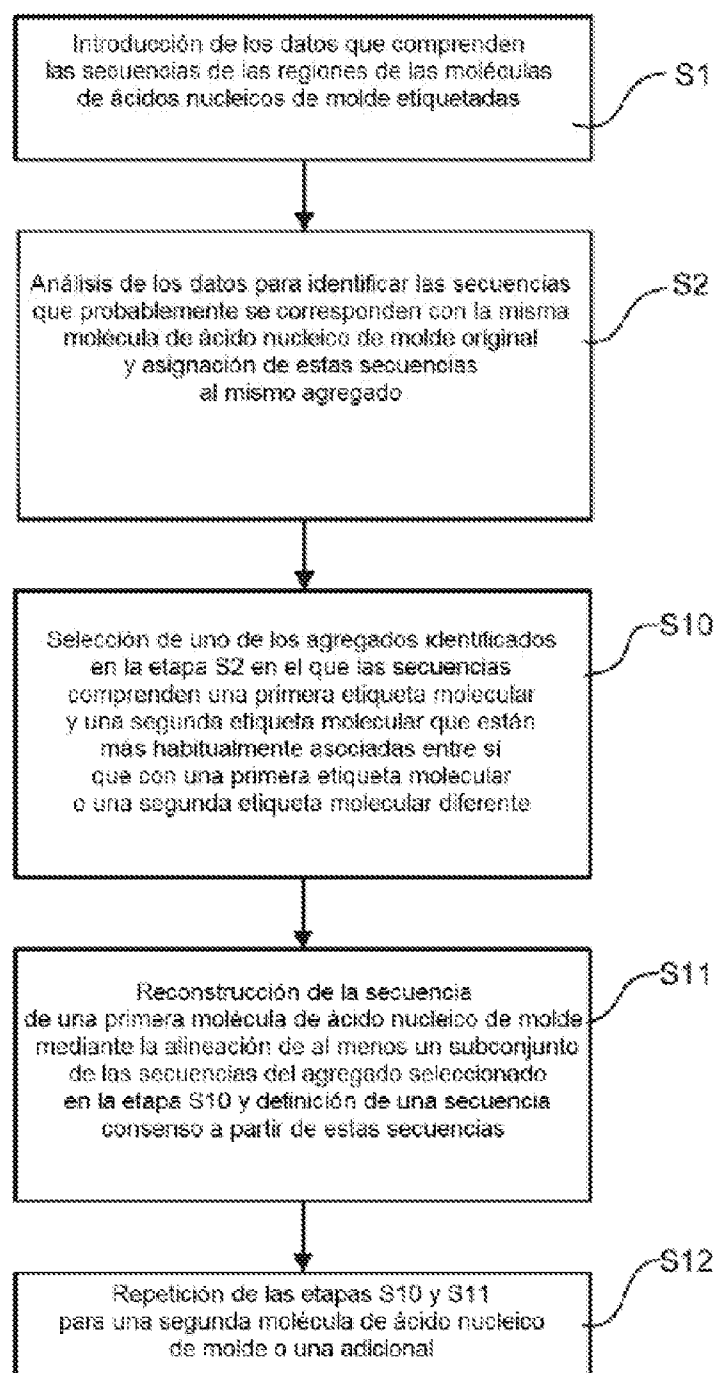 Introducción de los datos que comprenden
las secuencias de las regiones de las moléculas
de ácidos nucleicos de molde etiquetadas
S1
Análisis de los datos para identificar las secuencias
que probablemente se corresponden con la misma
molécula de ácido nucleico de molde original
y asignación de estas secuencias
al mismo agregado
S2
Selección de uno de los agregados identificados
en la etapa S2 en el que las secuencias
comprenden una primera etiqueta molecular
y una segunda etiqueta molecular que están
más habitualmente asociadas entre sí
que con una primera etiqueta molecular
o una segunda etiqueta molecular diferente
S10
Reconstrucción de la secuencia
de una primera molécula de ácido nucleico de molde
mediante la alineación de al menos un subconjunto
de las secuencias del agregado seleccionado
en la etapa S10 y definición de una secuencia
consenso a partir de estas secuencias
S11
Repetición de las etapas S10 y S11
para una segunda molécula de ácido nucleico
de molde o una adicional
S12